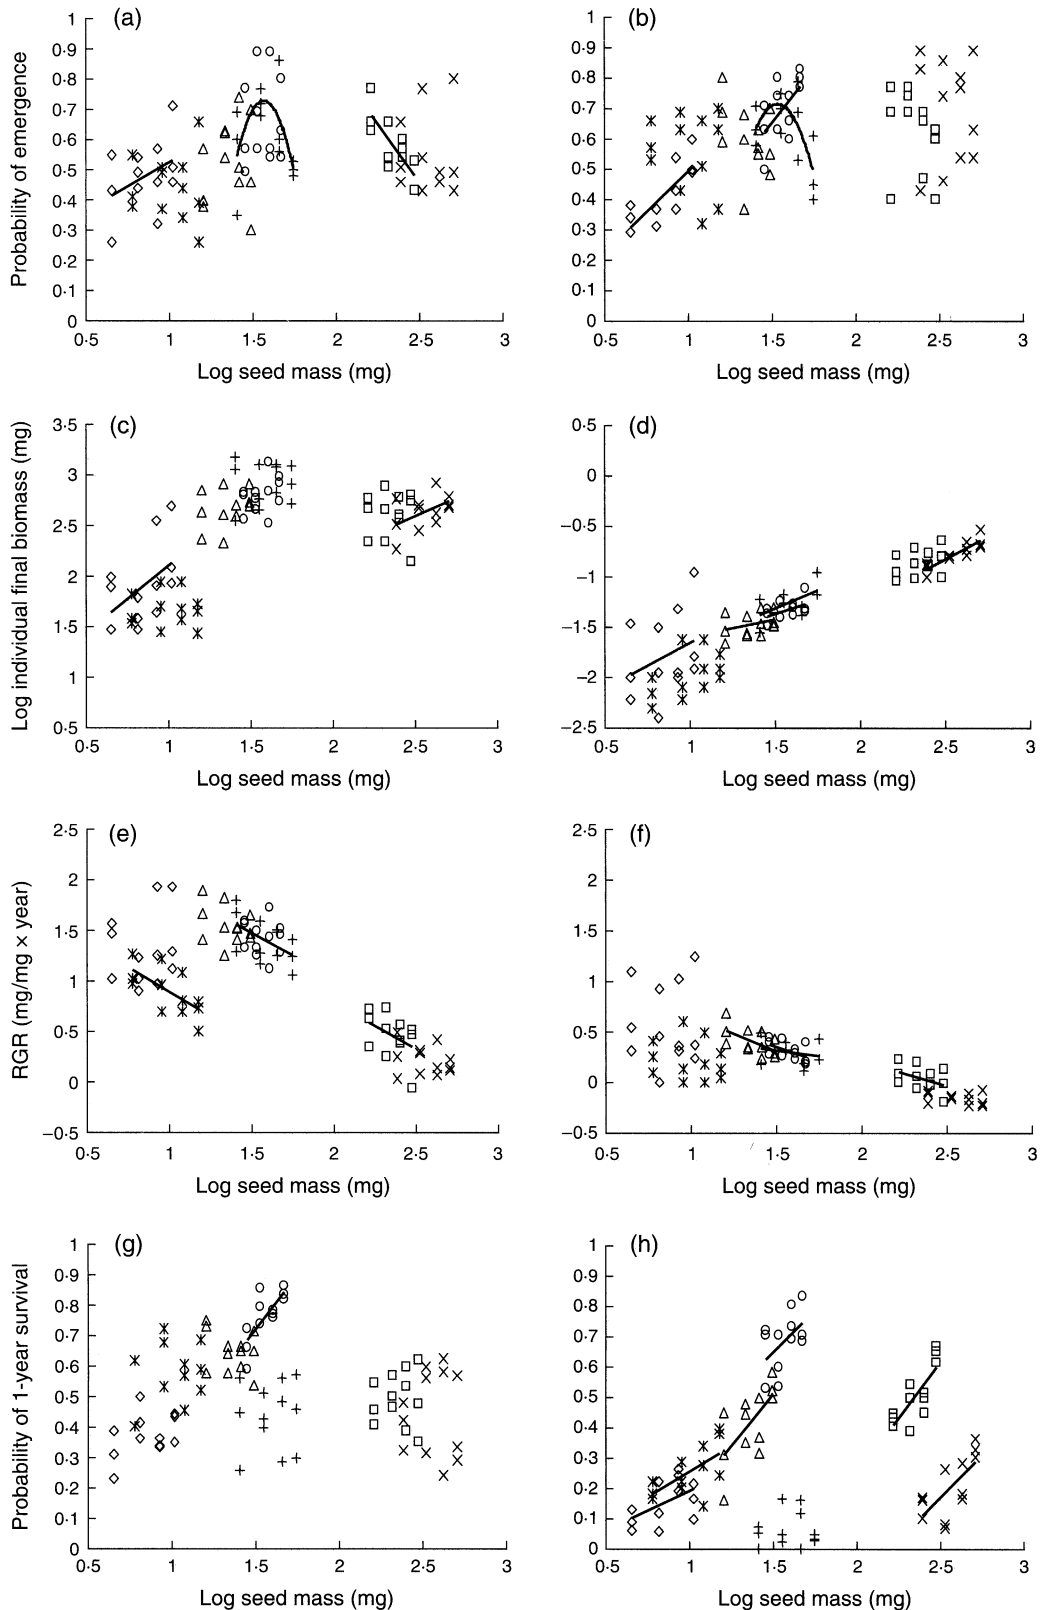 (a)
1
0·9
0·8
0·7
0·6
0·5
0·4
0·3
0·2
0·1
0
0·5 1 1·5 2 2·5 3
Log seed mass (mg)
Probability of emergence
(b)
1
0·9
0·8
0·7
0·6
0·5
0·4
0·3
0·2
0·1
0
0·5 1 1·5 2 2·5 3
Log seed mass (mg)
(c)
3·5
3
2·5
2
1·5
1
0·5
0·5 1 1·5 2 2·5 3
Log seed mass (mg)
Log individual final biomass (mg)
(d)
0·5
0
−0·5
−1
−1·5
−2
−2·5
0·5 1 1·5 2 2·5 3
Log seed mass (mg)
(e)
2·5
2
1·5
1
0·5
0
−0·5
0·5 1 1·5 2 2·5 3
Log seed mass (mg)
RGR (mg/mg × year)
(f)
2·5
2
1·5
1
0·5
0
−0·5
0·5 1 1·5 2 2·5 3
Log seed mass (mg)
(g)
1
0·9
0·8
0·7
0·6
0·5
0·4
0·3
0·2
0·1
0
0·5 1 1·5 2 2·5 3
Log seed mass (mg)
Probability of 1-year survival
(h)
1
0·9
0·8
0·7
0·6
0·5
0·4
0·3
0·2
0·1
0
0·5 1 1·5 2 2·5 3
Log seed mass (mg)